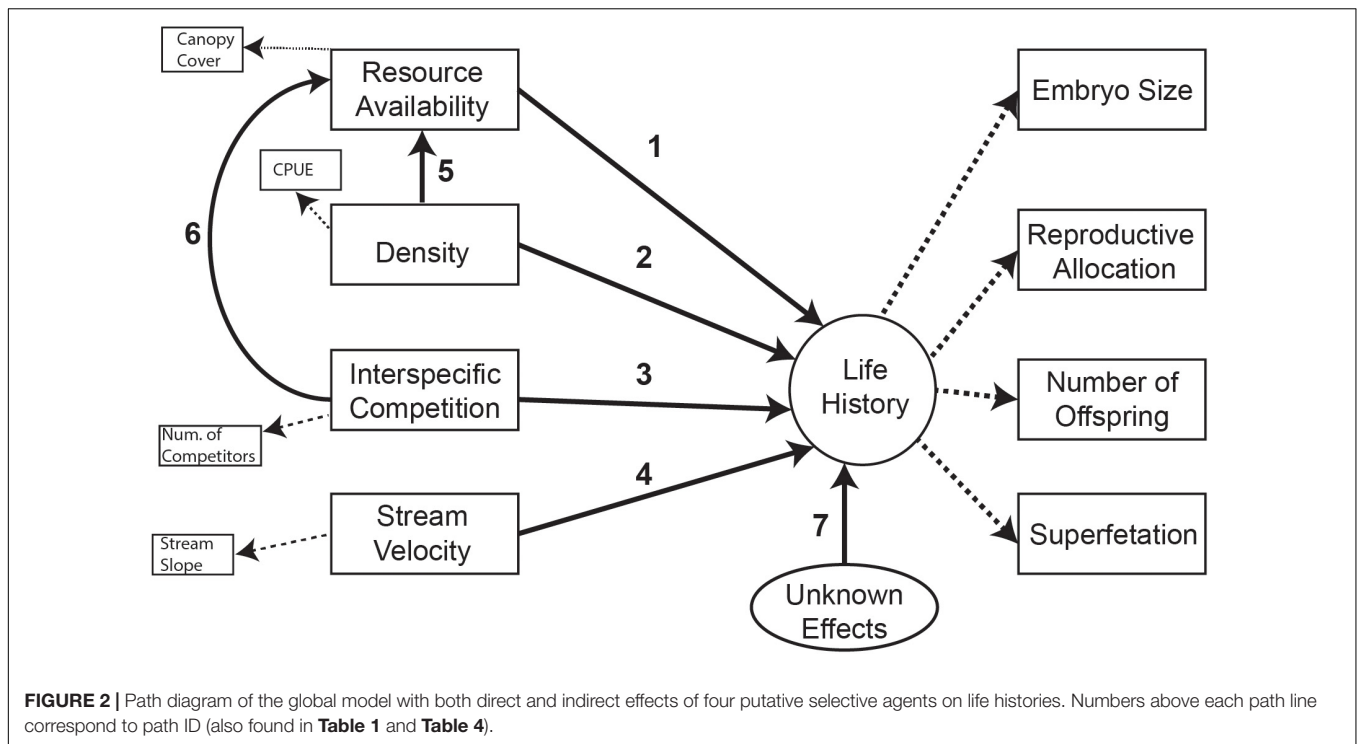 Canopy
Cover
Resource
Availability
Embryo Size
1
CPUE
5
Reproductive
Allocation
6
Density
2
Interspecific
Competition
3
Life
History
Number of
Offspring
Num. of
Competitors
4
Stream
Velocity
7
Superfetation
Stream
Slope
Unknown
Effects
FIGURE 2 | Path diagram of the global model with both direct and indirect effects of four putative selective agents on life histories. Numbers above each path line
correspond to path ID (also found in Table 1 and Table 4).